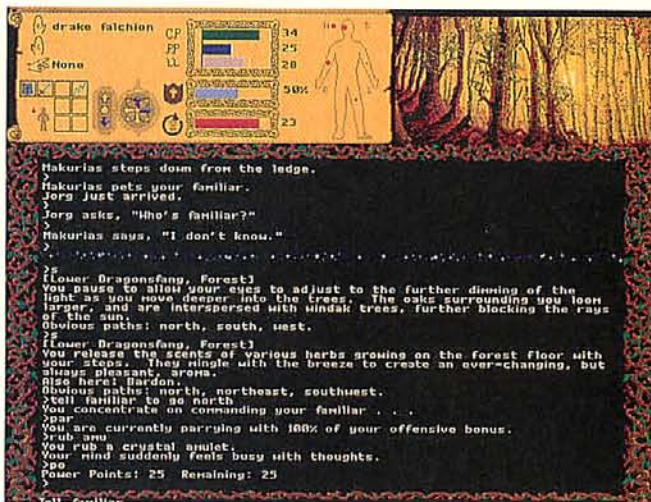 drake falchion
CP
34
PP
25
28
None
50%
23
Makurias steps down from the ledge.
>
Makurias pets your familiar.
Jorg just arrived.
>
Jorg asks, "Who's familiar?"
>
Makurias says, "I don't know."
>
>s
[Lower Dragonsfang, Forest]
You pause to allow your eyes to adjust to the further dimming of the
light as you move deeper into the trees. The oaks surrounding you loom
larger, and are interspersed with windak trees, further blocking the rays
of the sun.
Obvious paths: north, south, west.
>s
[Lower Dragonsfang, Forest]
You release the scents of various herbs growing on the forest floor with
your steps. They mingle with the breeze to create an ever-changing, but
always pleasant, aroma.
Also here: Bardon.
Obvious paths: north, northeast, southwest.
>tell familiar to go north
You concentrate on commanding your familiar . . .
>par
You are currently parrying with 100% of your offensive bonus.
>rub amu
You rub a crystal amulet.
Your mind suddenly feels busy with thoughts.
>po
Power Points: 25 Remaining: 25
>
Tell familiar